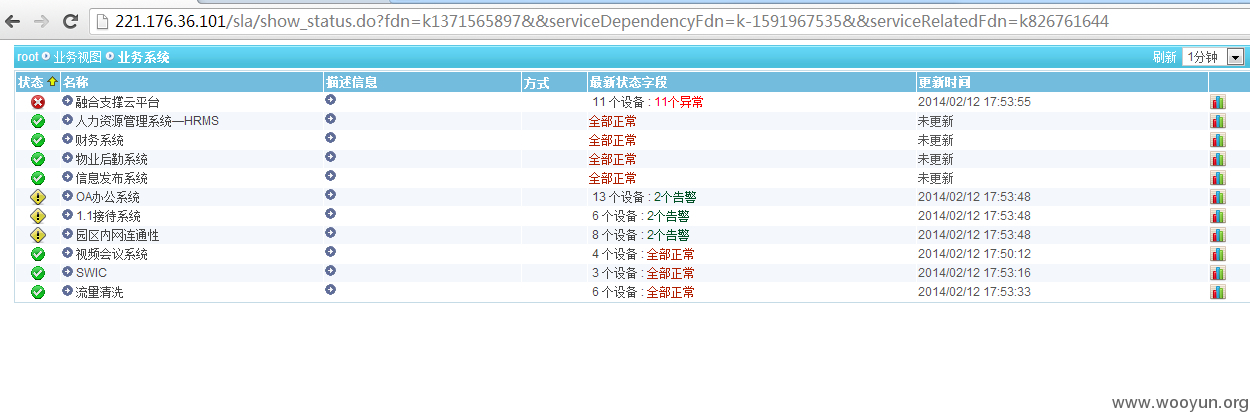 221.176.36.101/sla/show_status.do?fdn=k1371565897&&serviceDependencyFdn=k-1591967535&&serviceRelatedFdn=k826761644
root 业务视图 业务系统 刷新 1分钟
状态 名称 描述信息 方式 最新状态字段 更新时间
融合支撑云平台 11 个设备 : 11个异常 2014/02/12 17:53:55
人力资源管理系统—HRMS 全部正常 未更新
财务系统 全部正常 未更新
物业后勤系统 全部正常 未更新
信息发布系统 全部正常 未更新
OA办公系统 13 个设备 : 2个告警 2014/02/12 17:53:48
1.1接待系统 6 个设备 : 2个告警 2014/02/12 17:53:48
园区内网连通性 8 个设备 : 2个告警 2014/02/12 17:53:48
视频会议系统 4 个设备 : 全部正常 2014/02/12 17:50:12
SWIC 3 个设备 : 全部正常 2014/02/12 17:53:16
流量清洗 6 个设备 : 全部正常 2014/02/12 17:53:33
www.wooyun.org